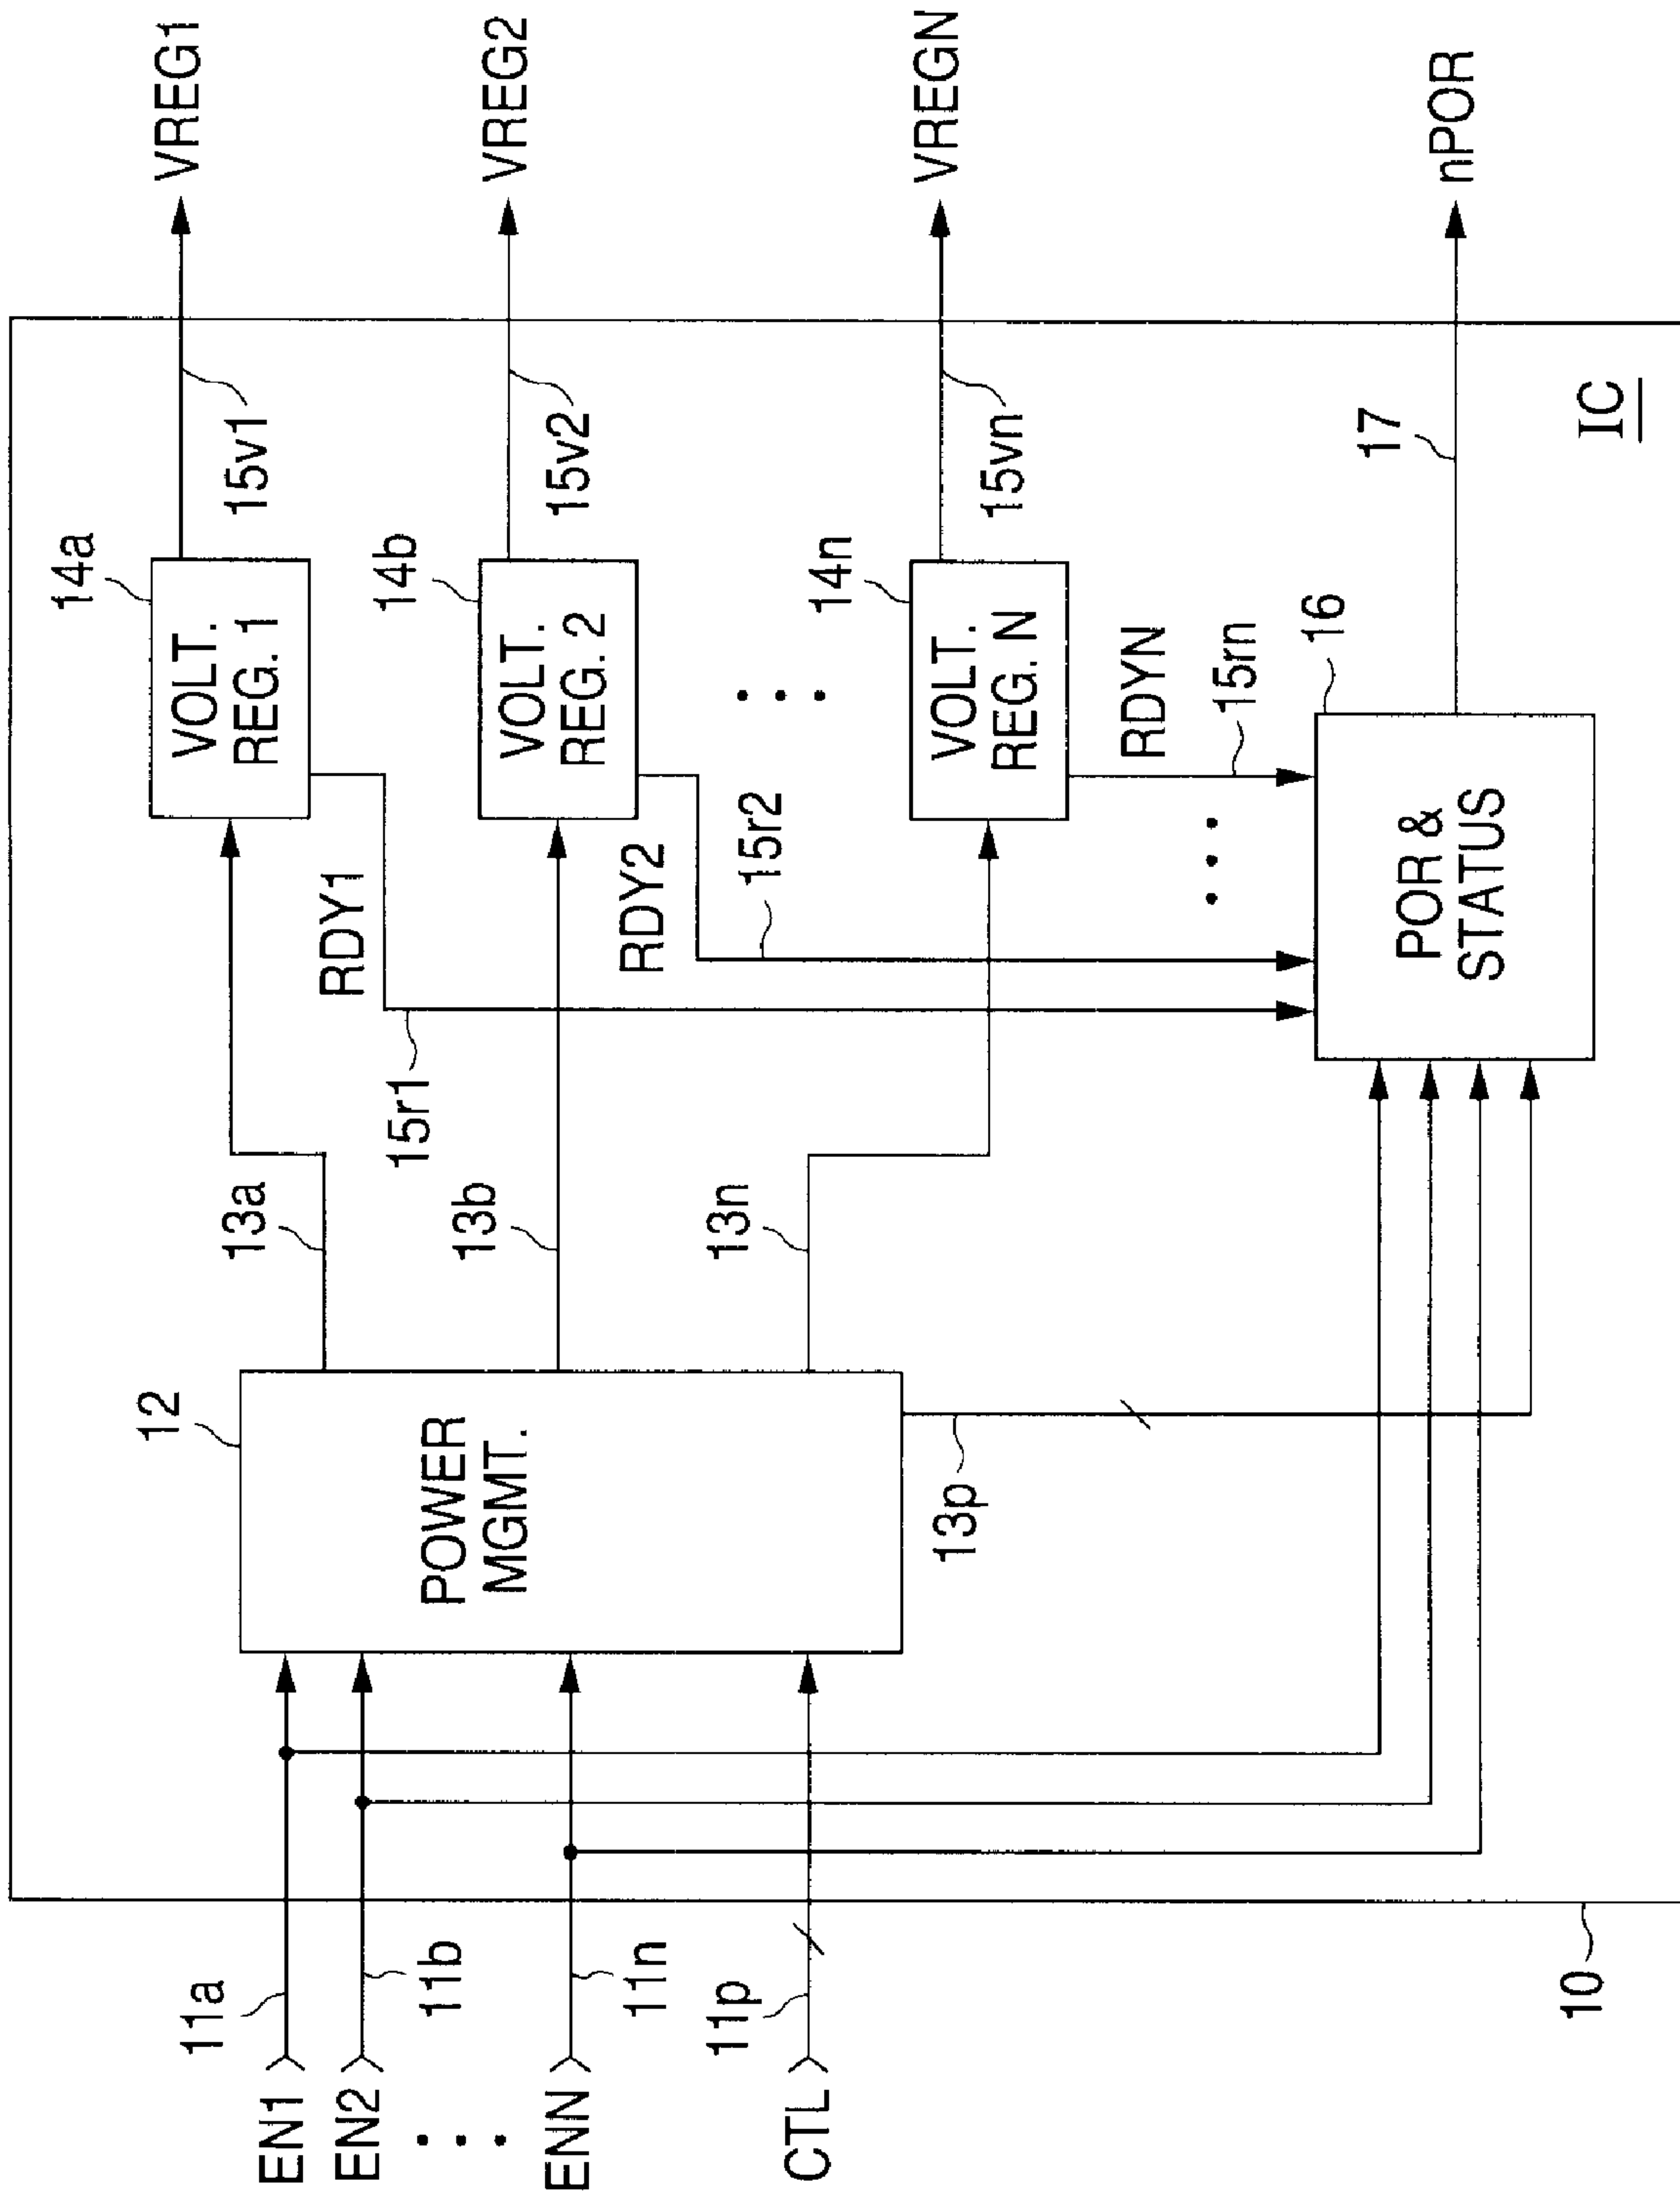 EN1
EN2
ENN
CTL
11a
11b
11n
11p
10
12
POWER
MGMT.
13a
13b
13n
13p
14a
VOLT.
REG. 1
14b
VOLT.
REG. 2
14n
VOLT.
REG. N
RDY1
15r1
RDY2
15r2
RDYN
15rn
16
POR &
STATUS
15v1
15v2
15vn
17
IC
VREG1
VREG2
VREGN
nPOR